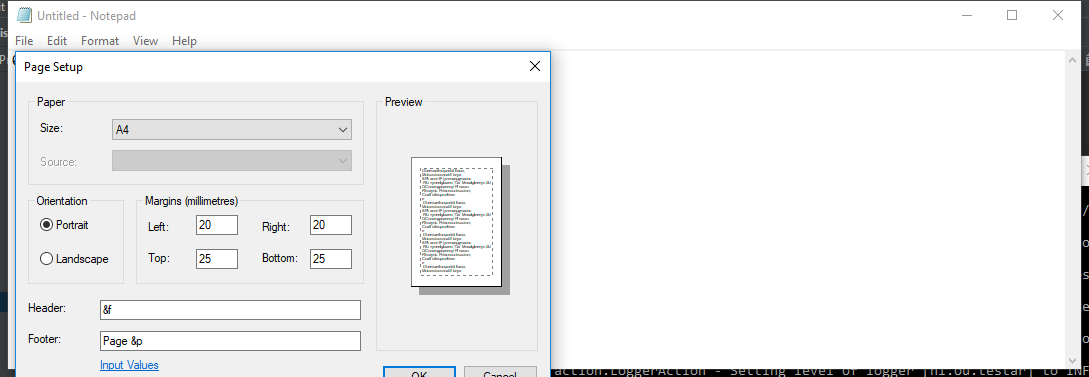 Untitled - Notepad
File Edit Format View Help
Page Setup
Paper
Size: A4
Source:
Orientation
Portrait
Landscape
Margins (millimetres)
Left: 20 Right: 20
Top: 25 Bottom: 25
Preview
Header: &f
Footer: Page &p
Input Values
OK Cancel
action.LoggerAction - Setting level of logger [nl.ou.testar] to INF